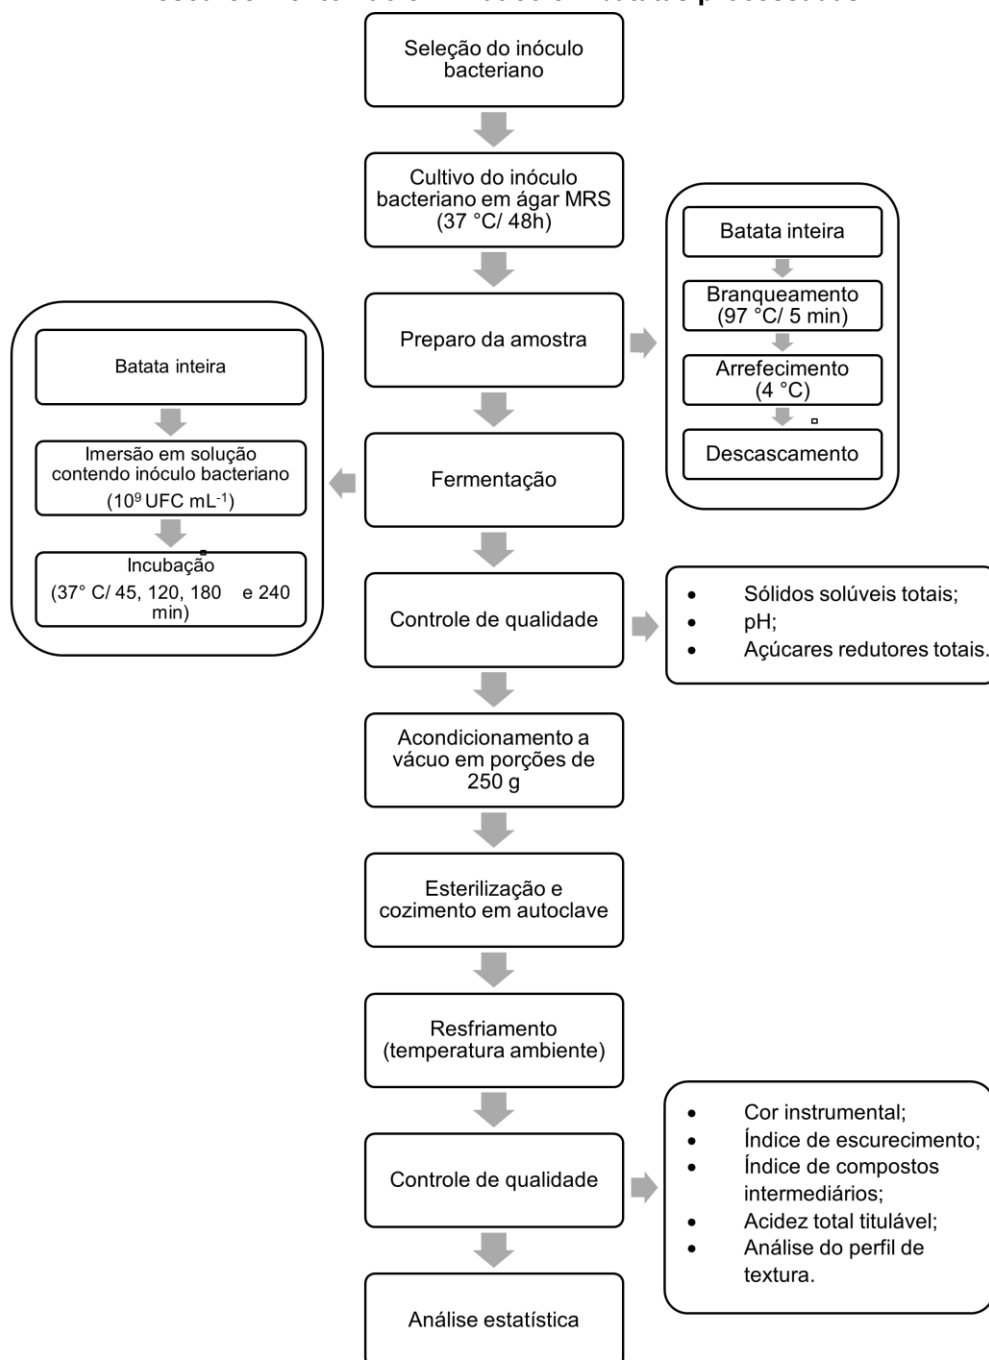 Seleção do inóculo
bacteriano
Cultivo do inóculo
bacteriano em ágar MRS
(37 °C/ 48h)
Preparo da amostra
Batata inteira
Branqueamento
(97 °C/ 5 min)
Arrefecimento
(4 °C)
Descascamento
Fermentação
Batata inteira
Imersão em solução
contendo inóculo bacteriano
(10⁹ UFC mL⁻¹)
Incubação
(37° C/ 45, 120, 180 e 240
min)
Controle de qualidade
• Sólidos solúveis totais;
• pH;
• Açúcares redutores totais.
Acondicionamento a
vácuo em porções de
250 g
Esterilização e
cozimento em autoclave
Resfriamento
(temperatura ambiente)
Controle de qualidade
• Cor instrumental;
• Índice de escurecimento;
• Índice de compostos
intermediários;
• Acidez total titulável;
• Análise do perfil de
textura.
Análise estatística